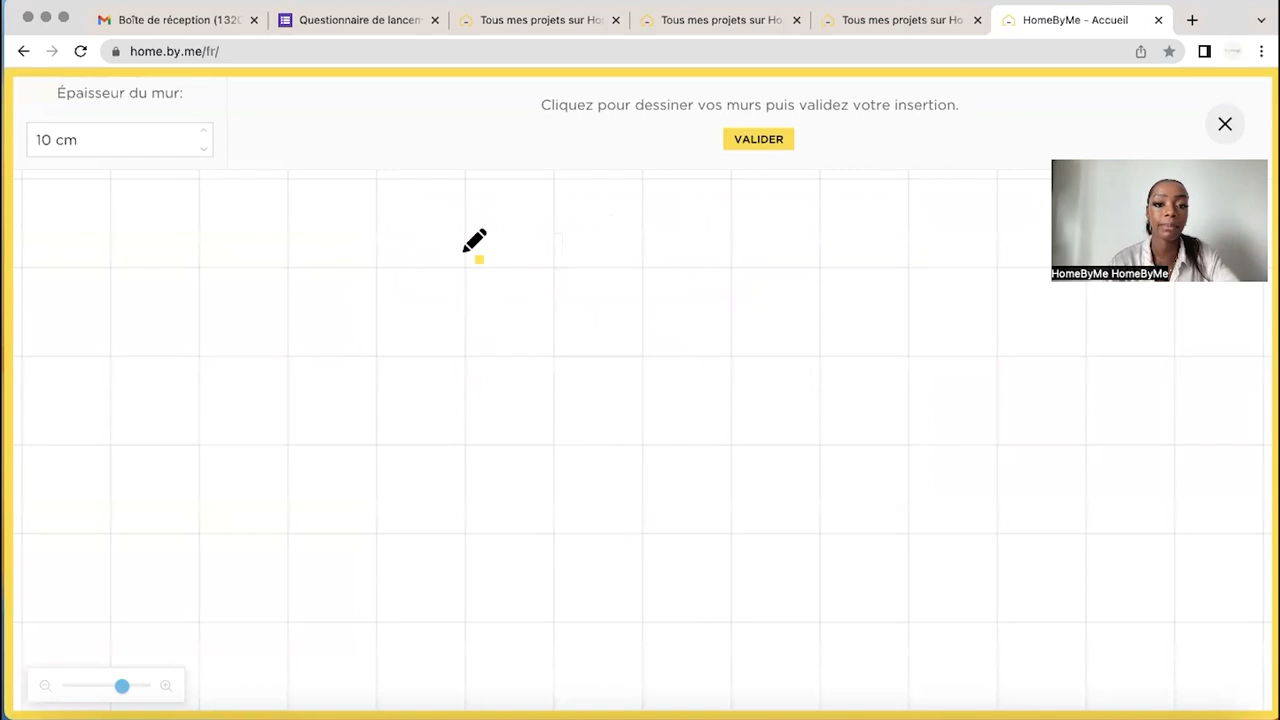 Boîte de réception (1320
Questionnaire de lancem
Tous mes projets sur Ho
Tous mes projets sur Ho
Tous mes projets sur Ho
HomeByMe - Accueil
home.by.me/fr/
Épaisseur du mur:
10 cm
Cliquez pour dessiner vos murs puis validez votre insertion.
VALIDER
HomeByMe HomeByMe